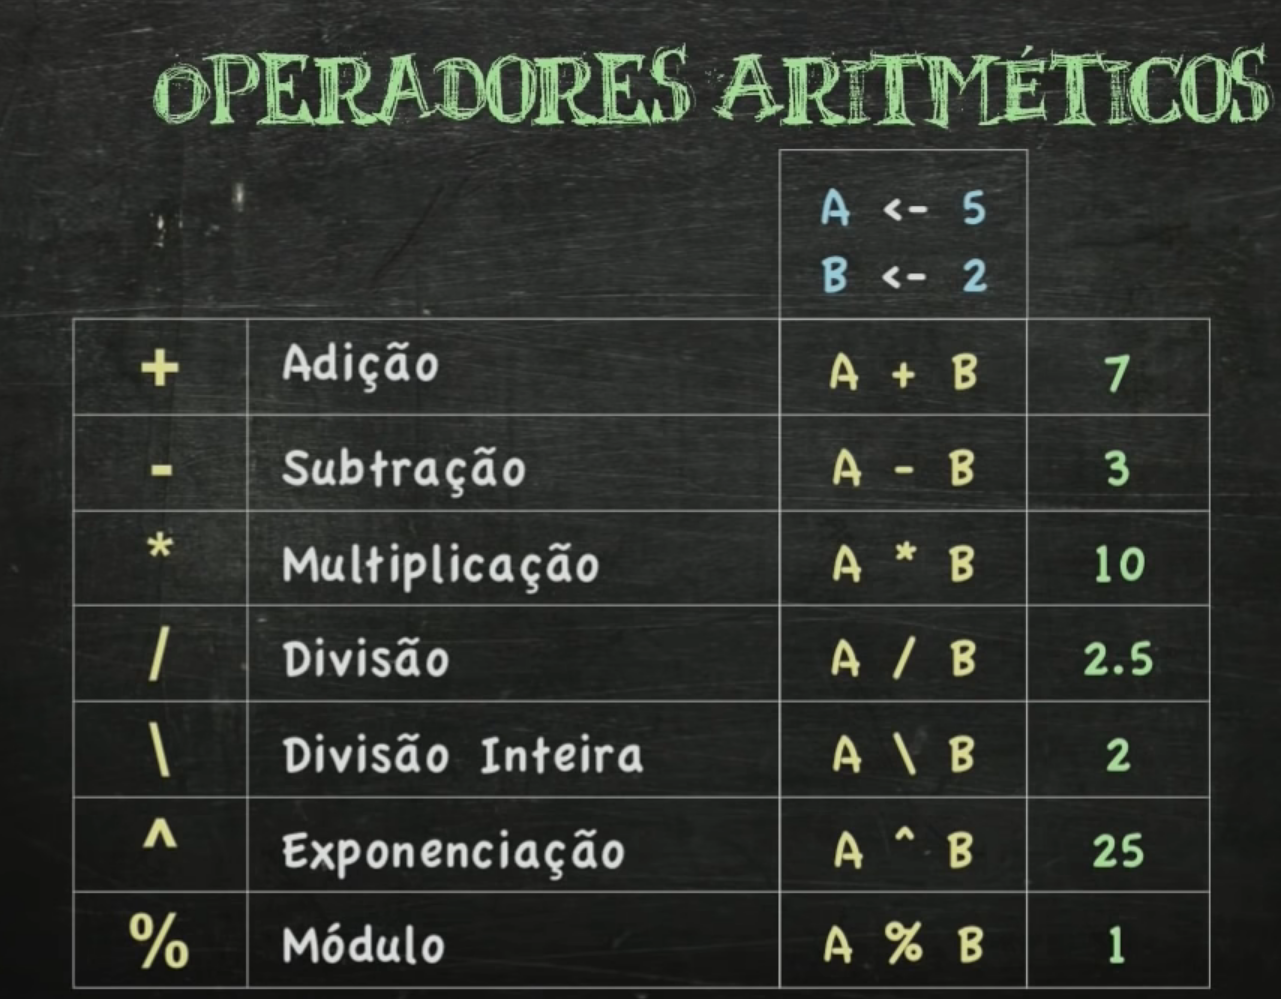 OPERADORES ARITMÉTICOS
A <- 5
B <- 2
+ Adição A + B 7
- Subtração A - B 3
* Multiplicação A * B 10
/ Divisão A / B 2.5
\ Divisão Inteira A \ B 2
^ Exponenciação A ^ B 25
% Módulo A % B 1